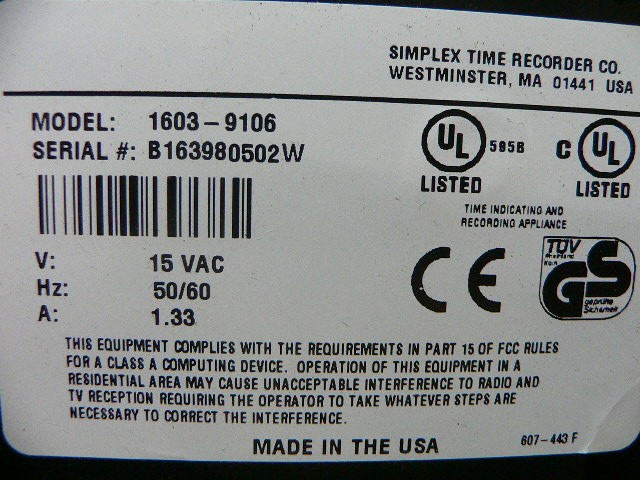 SIMPLEX TIME RECORDER CO.
WESTMINSTER, MA 01441 USA
MODEL: 1603-9106
SERIAL #: B163980502W
UL 595B C UL
LISTED LISTED
TIME INDICATING AND
RECORDING APPLIANCE
V: 15 VAC
Hz: 50/60
A: 1.33
CE
TÜV
Rheinland
GS
geprüfte
Sicherheit
THIS EQUIPMENT COMPLIES WITH THE REQUIREMENTS IN PART 15 OF FCC RULES
FOR A CLASS A COMPUTING DEVICE. OPERATION OF THIS EQUIPMENT IN A
RESIDENTIAL AREA MAY CAUSE UNACCEPTABLE INTERFERENCE TO RADIO AND
TV RECEPTION REQUIRING THE OPERATOR TO TAKE WHATEVER STEPS ARE
NECESSARY TO CORRECT THE INTERFERENCE.
MADE IN THE USA
607-443 F